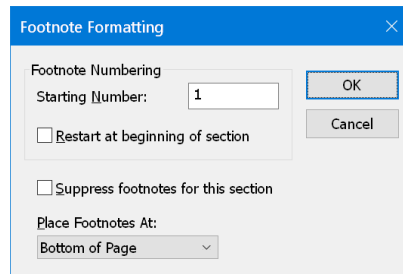 Footnote Formatting
Footnote Numbering
Starting Number: 1
OK
Restart at beginning of section
Cancel
Suppress footnotes for this section
Place Footnotes At:
Bottom of Page